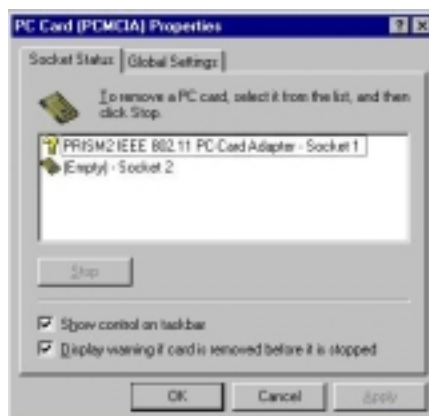 PC Card (PCMCIA) Properties
Socket Status Global Settings
To remove a PC card, select it from the list, and then
click Stop.
PRISM2 IEEE 802.11 PC-Card Adapter - Socket 1
(Empty) - Socket 2
Stop
Show control on taskbar
Display warning if card is removed before it is stopped
OK Cancel Apply